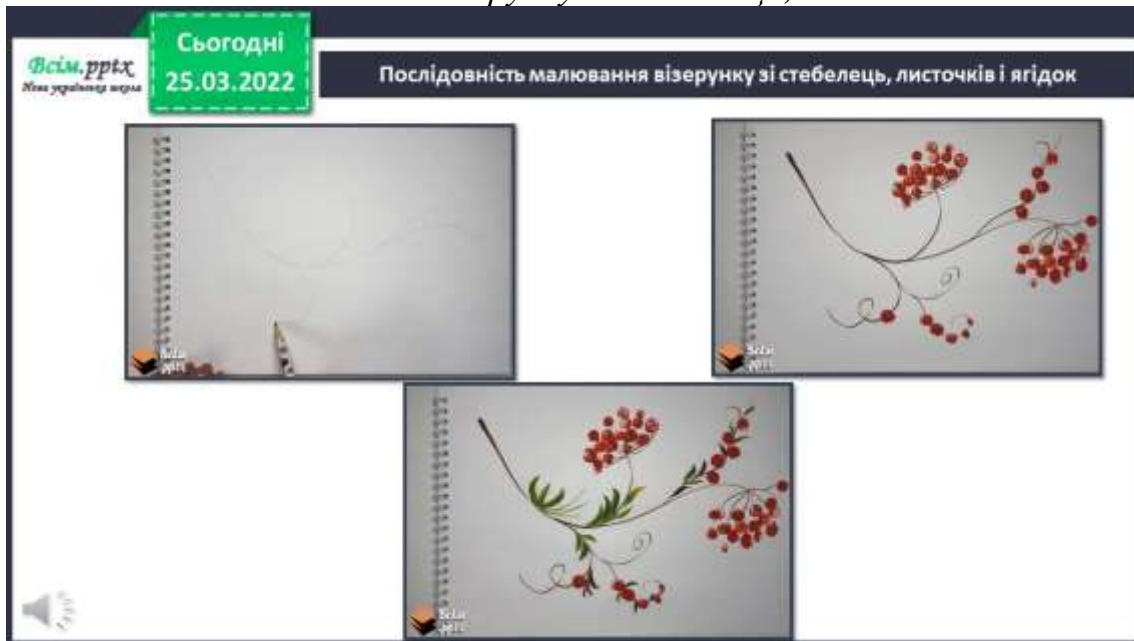 Сьогодні
25.03.2022
Всім.pptx
Нова українська школа
Послідовність малювання візерунку зі стебелець, листочків і ягідок